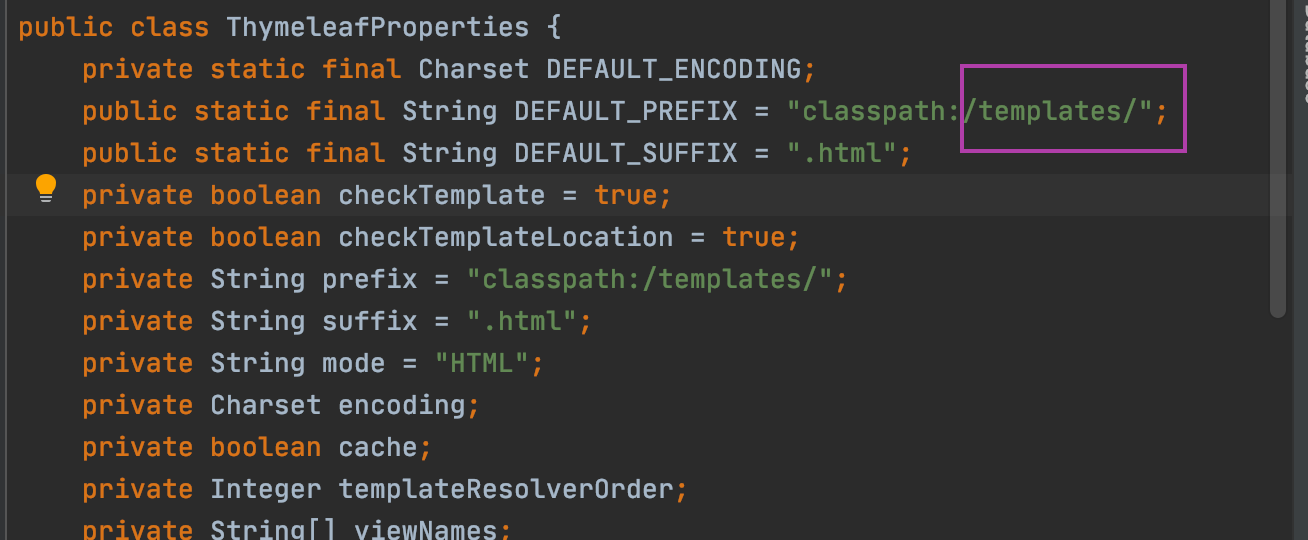 public class ThymeleafProperties {
    private static final Charset DEFAULT_ENCODING;
    public static final String DEFAULT_PREFIX = "classpath:/templates/";
    public static final String DEFAULT_SUFFIX = ".html";
    private boolean checkTemplate = true;
    private boolean checkTemplateLocation = true;
    private String prefix = "classpath:/templates/";
    private String suffix = ".html";
    private String mode = "HTML";
    private Charset encoding;
    private boolean cache;
    private Integer templateResolverOrder;
    private String[] viewNames;